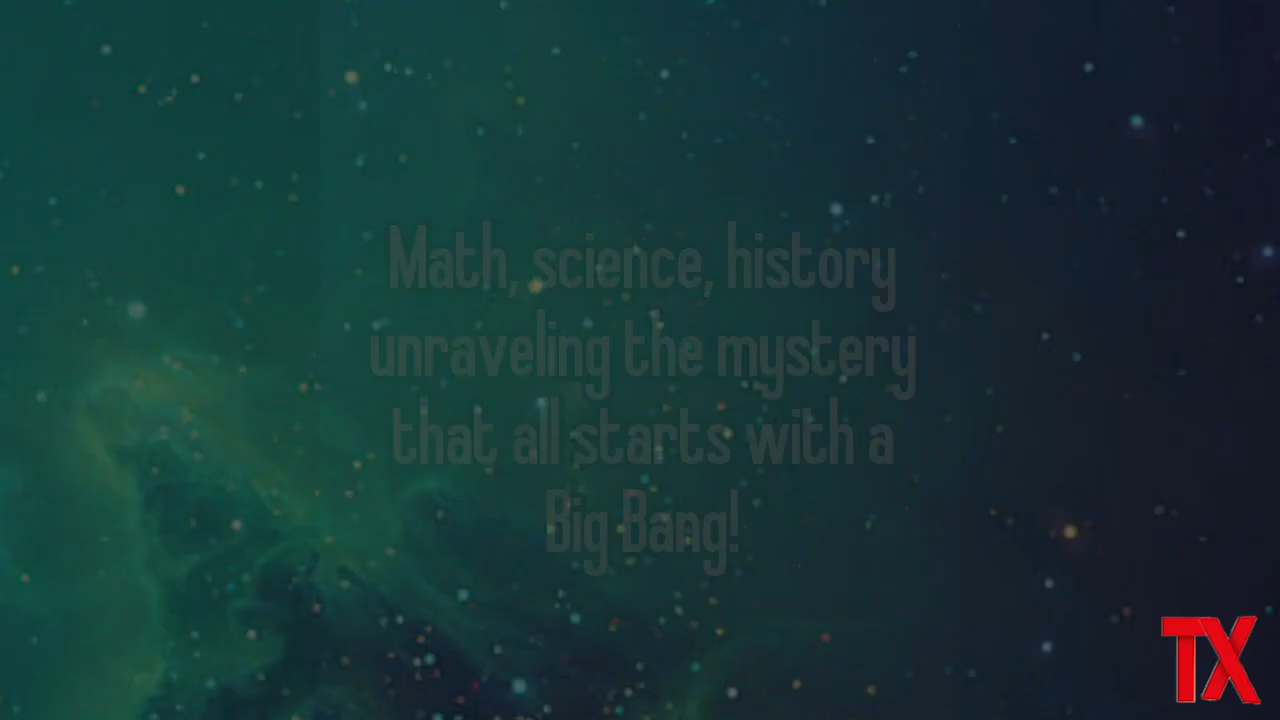 Math, science, history
unraveling the mystery
that all starts with a
Big Bang!
TX